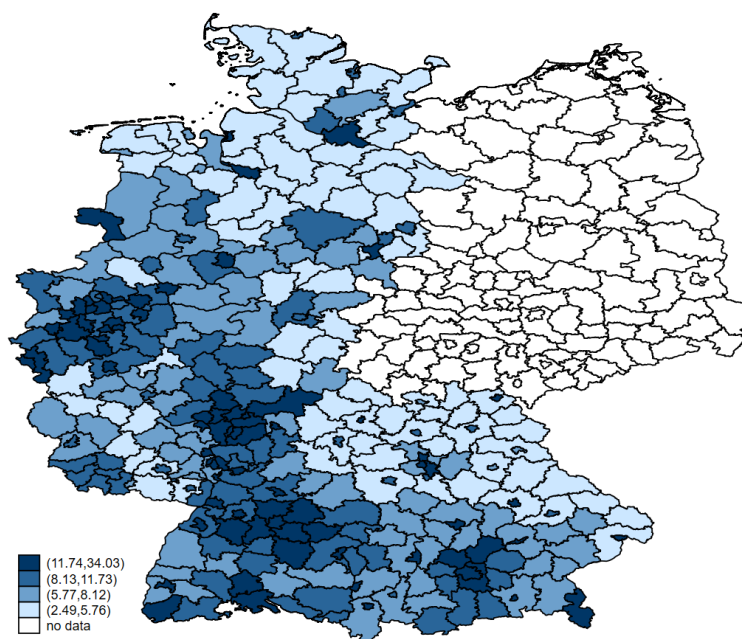 (11.74,34.03)
(8.13,11.73)
(5.77,8.12)
(2.49,5.76)
no data